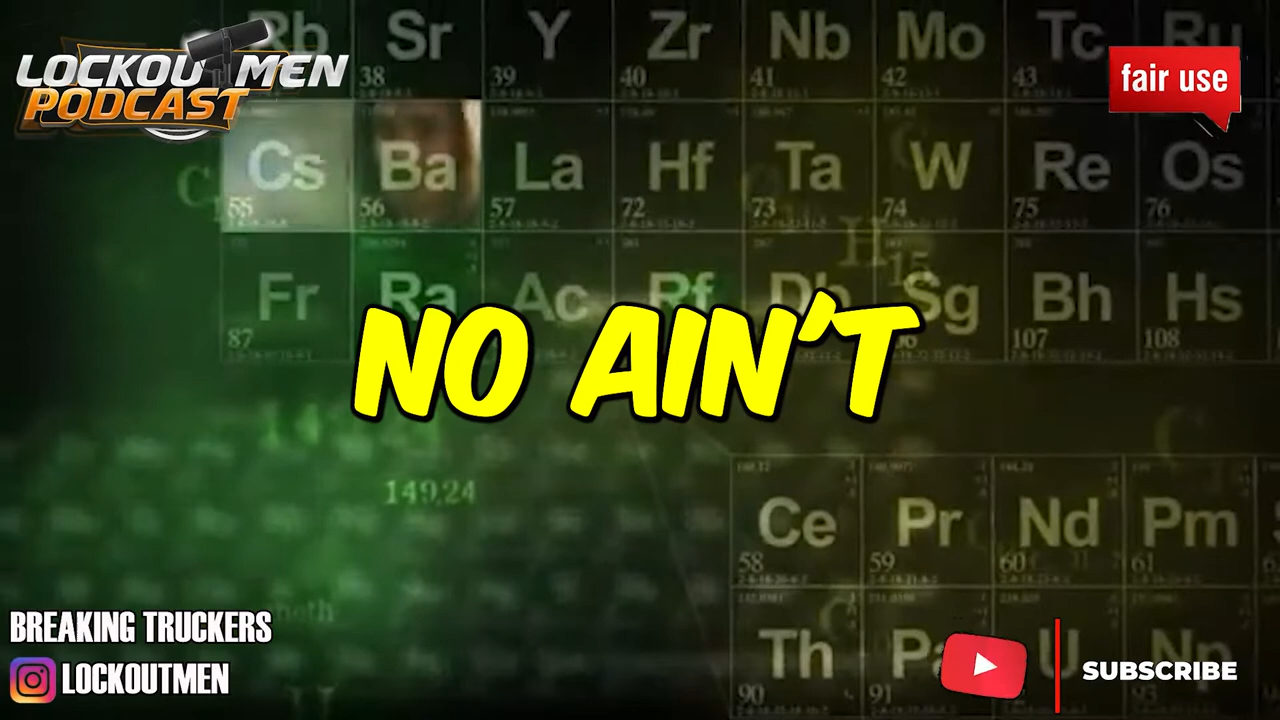 Rb Sr Y Zr Nb Mo Tc Ru
38 39 40 41 42 43
LOCKOUTMEN
PODCAST
fair use
Cs Ba La Hf Ta W Re Os
55 56 57 72 73 74 75 76
Fr Ra Ac Rf Db Sg Bh Hs
87 107 108
H
15
NO AIN'T
149,24
Ce Pr Nd Pm
58 59 60 61
Th Pa U Np
90 91 93
BREAKING TRUCKERS
LOCKOUTMEN
SUBSCRIBE